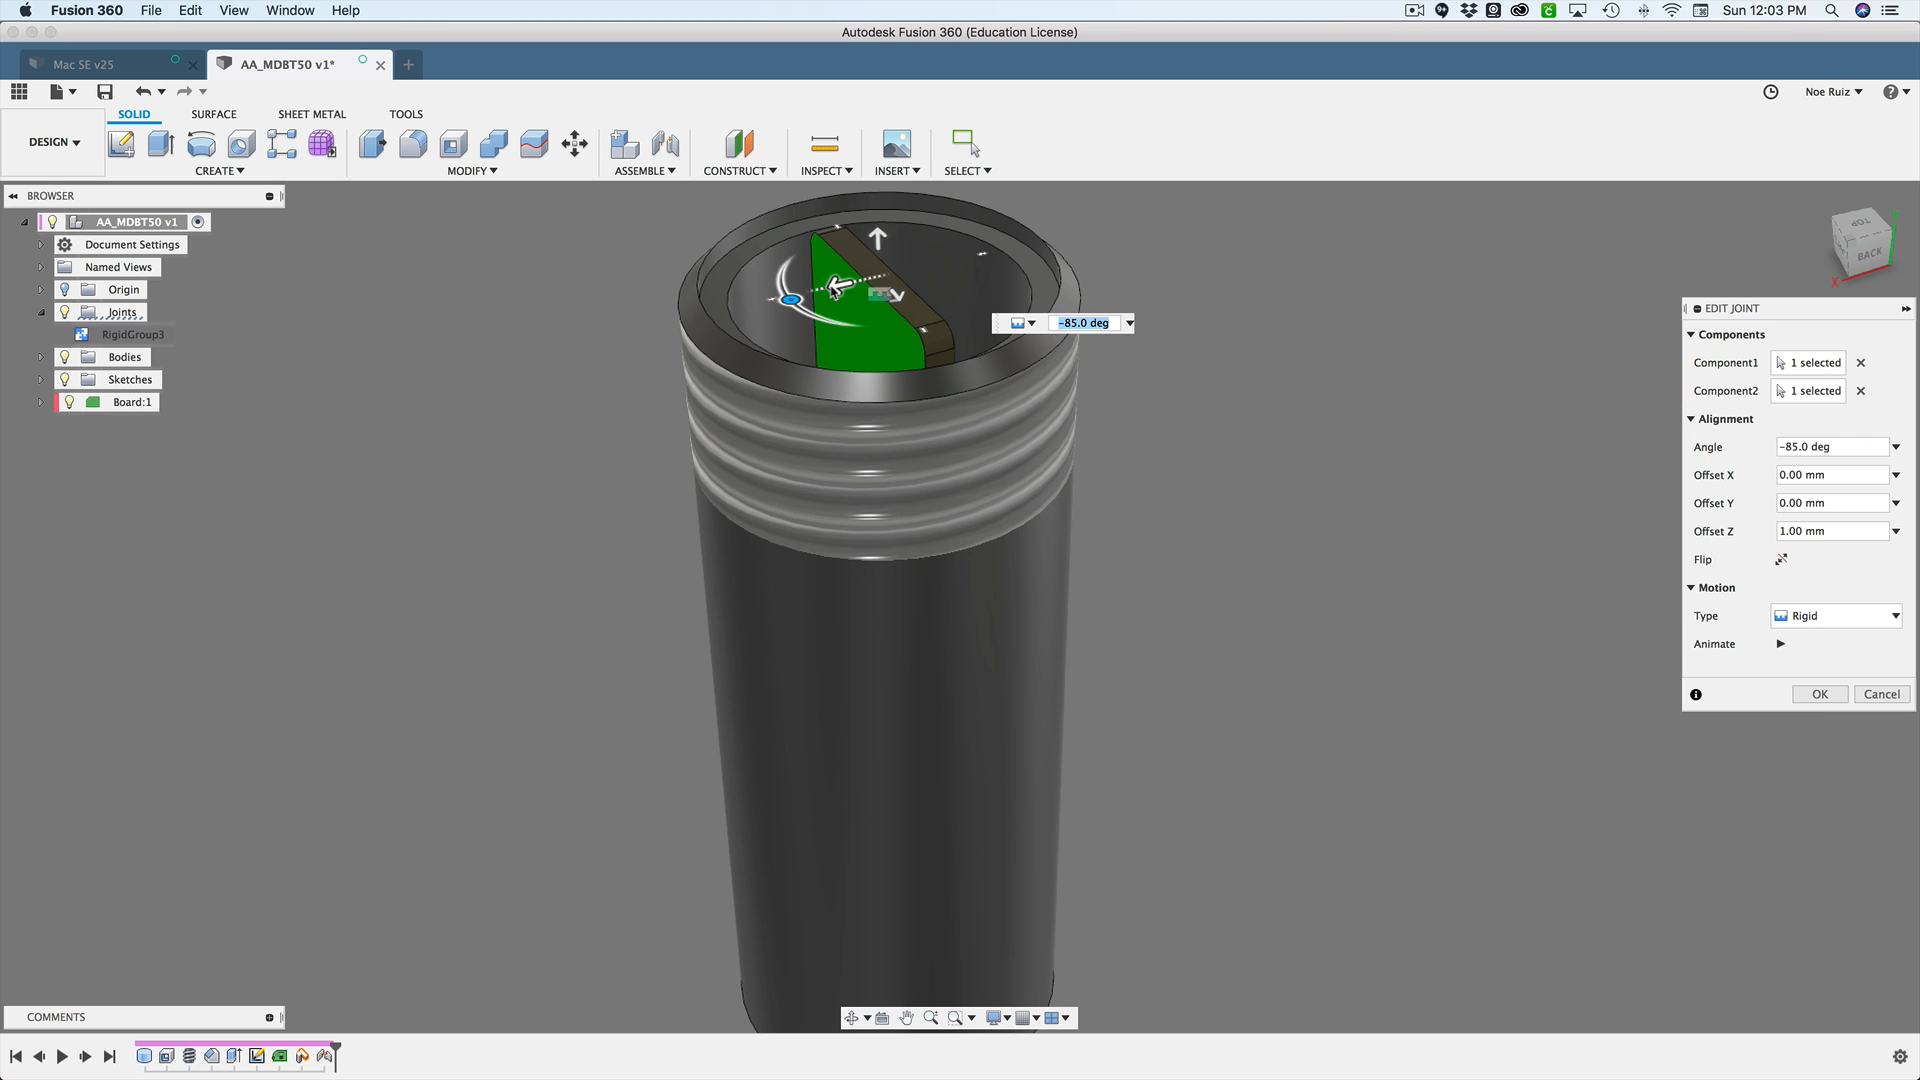 Fusion 360 File Edit View Window Help
Sun 12:03 PM
Autodesk Fusion 360 (Education License)
Mac SE v25
AA_MDBT50 v1*
Noe Ruiz
SOLID SURFACE SHEET METAL TOOLS
DESIGN
CREATE MODIFY ASSEMBLE CONSTRUCT INSPECT INSERT SELECT
BROWSER
AA_MDBT50 v1
Document Settings
Named Views
Origin
Joints
RigidGroup3
Bodies
Sketches
Board:1
TOP
BACK
X
-85.0 deg
EDIT JOINT
Components
Component1 1 selected
Component2 1 selected
Alignment
Angle -85.0 deg
Offset X 0.00 mm
Offset Y 0.00 mm
Offset Z 1.00 mm
Flip
Motion
Type Rigid
Animate
OK Cancel
COMMENTS